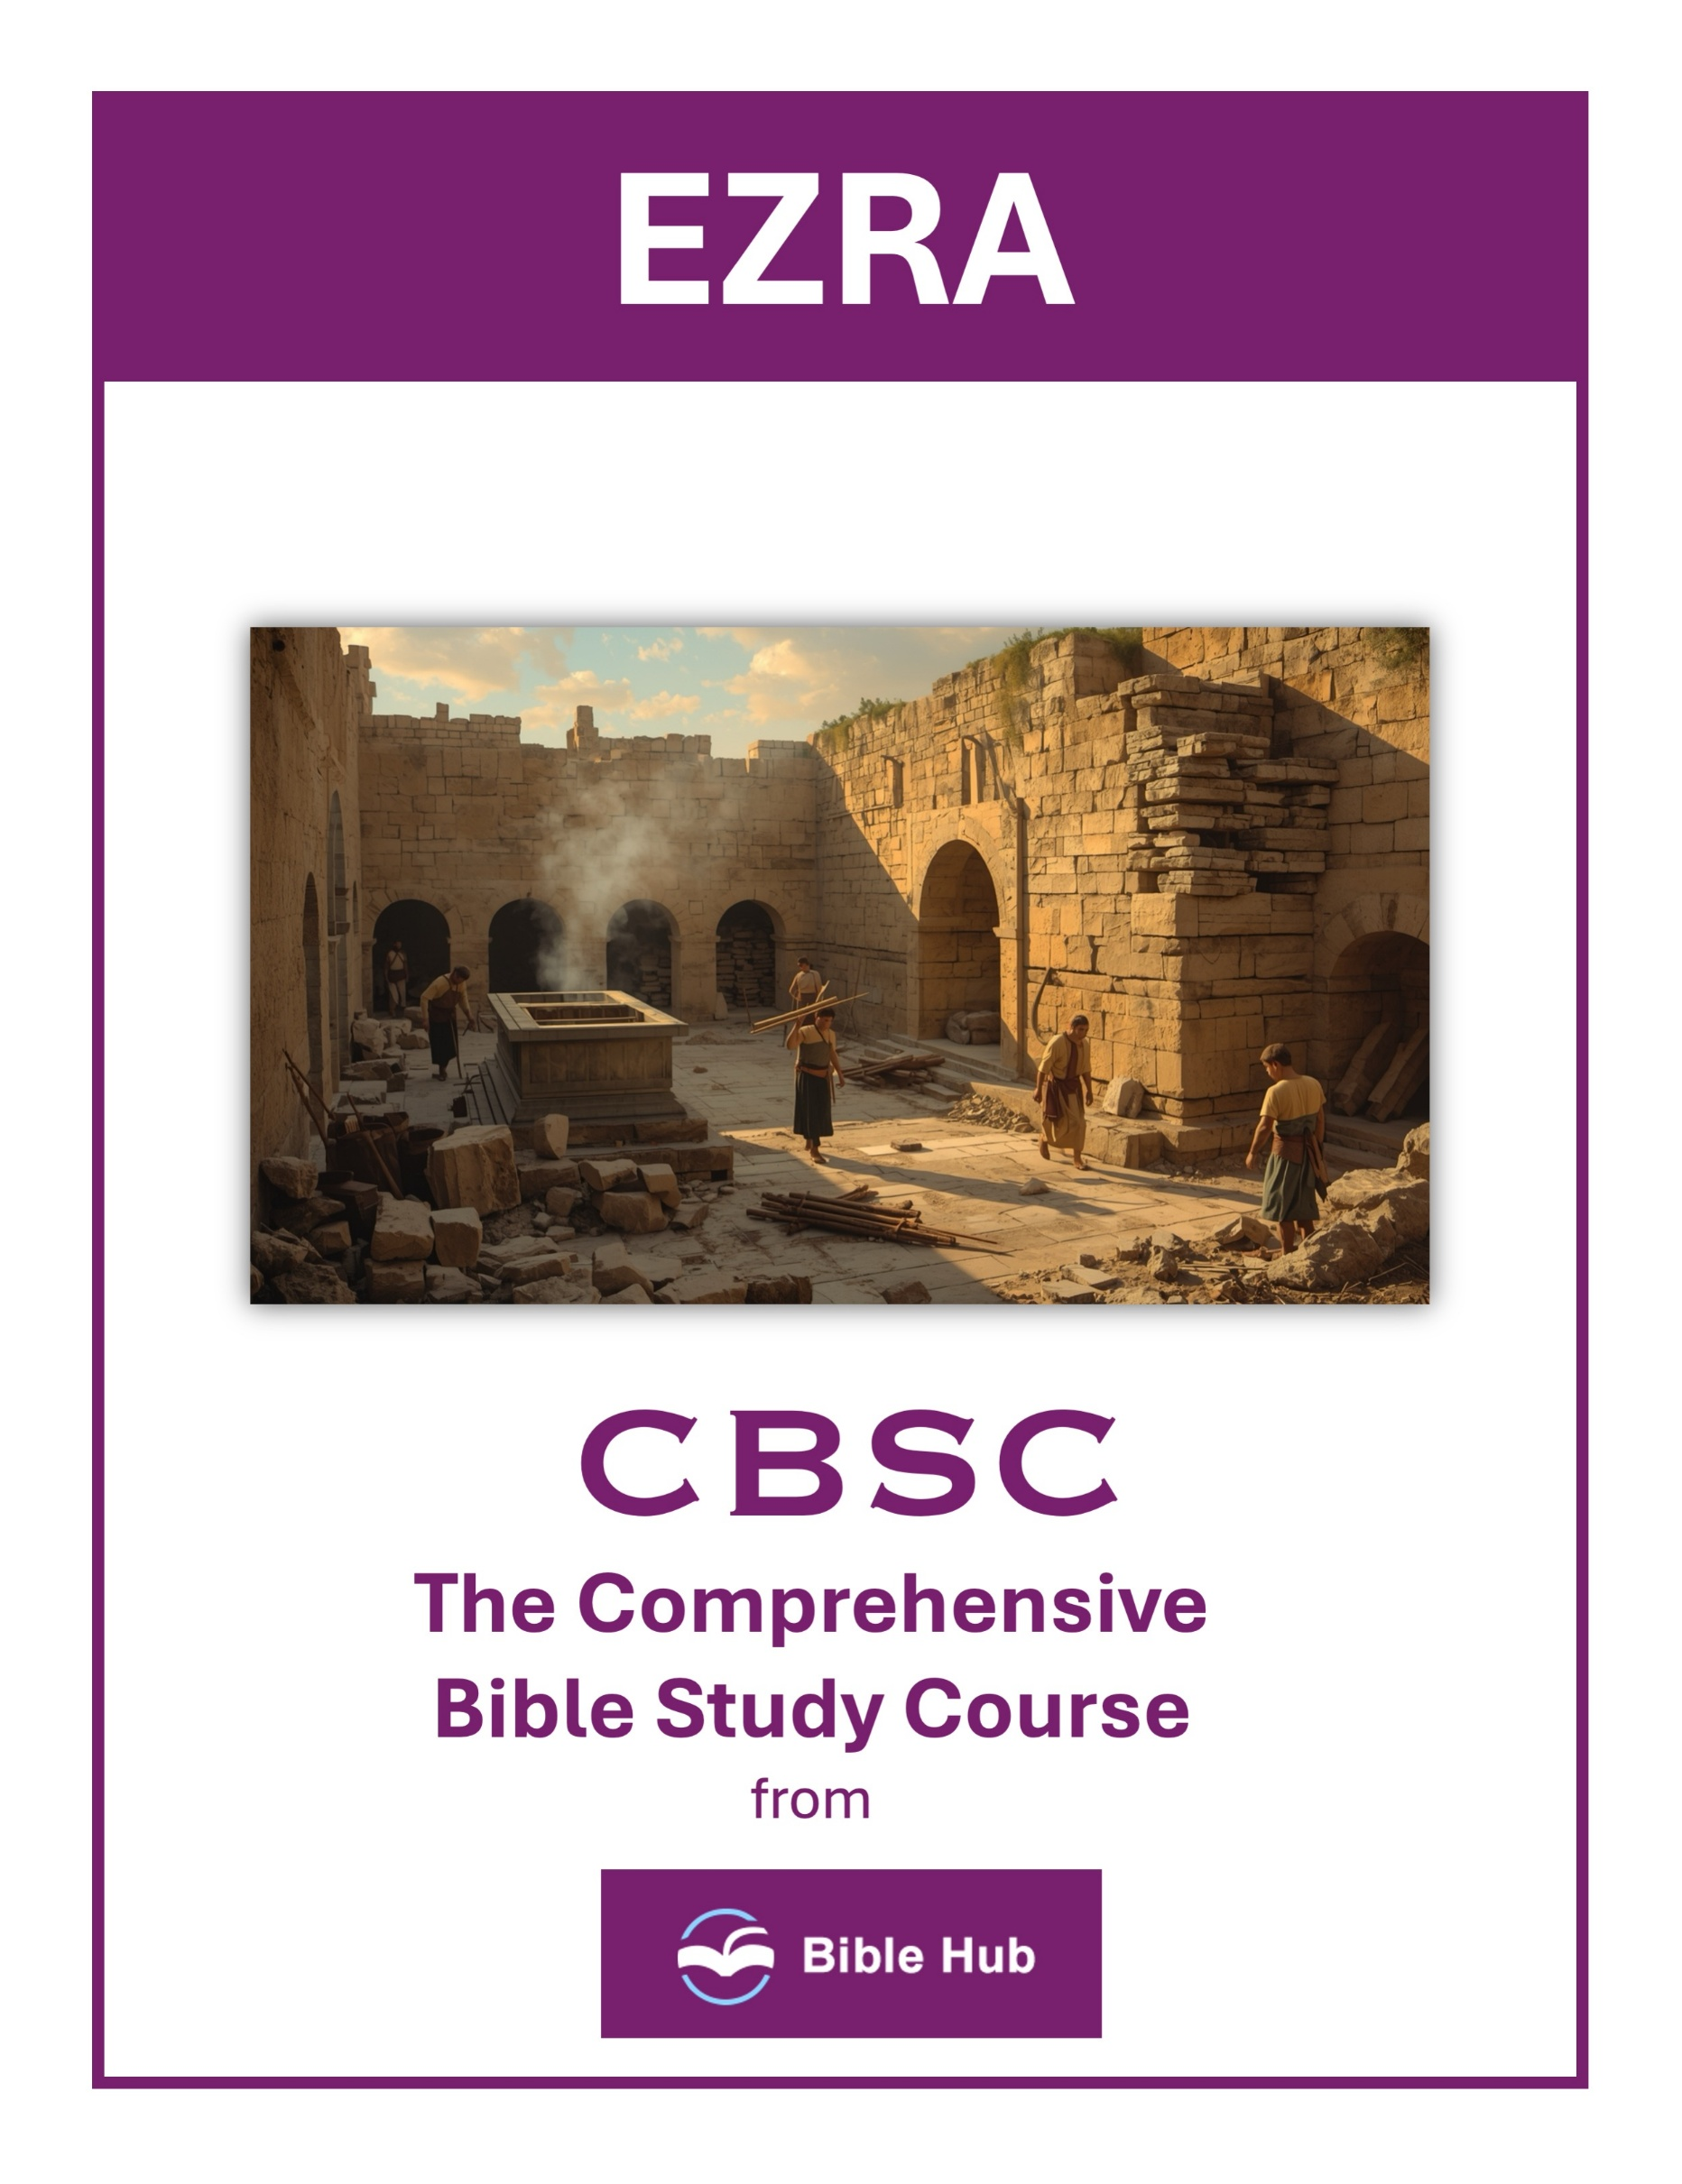 EZRA
CBSC
The Comprehensive
Bible Study Course
from
Bible Hub